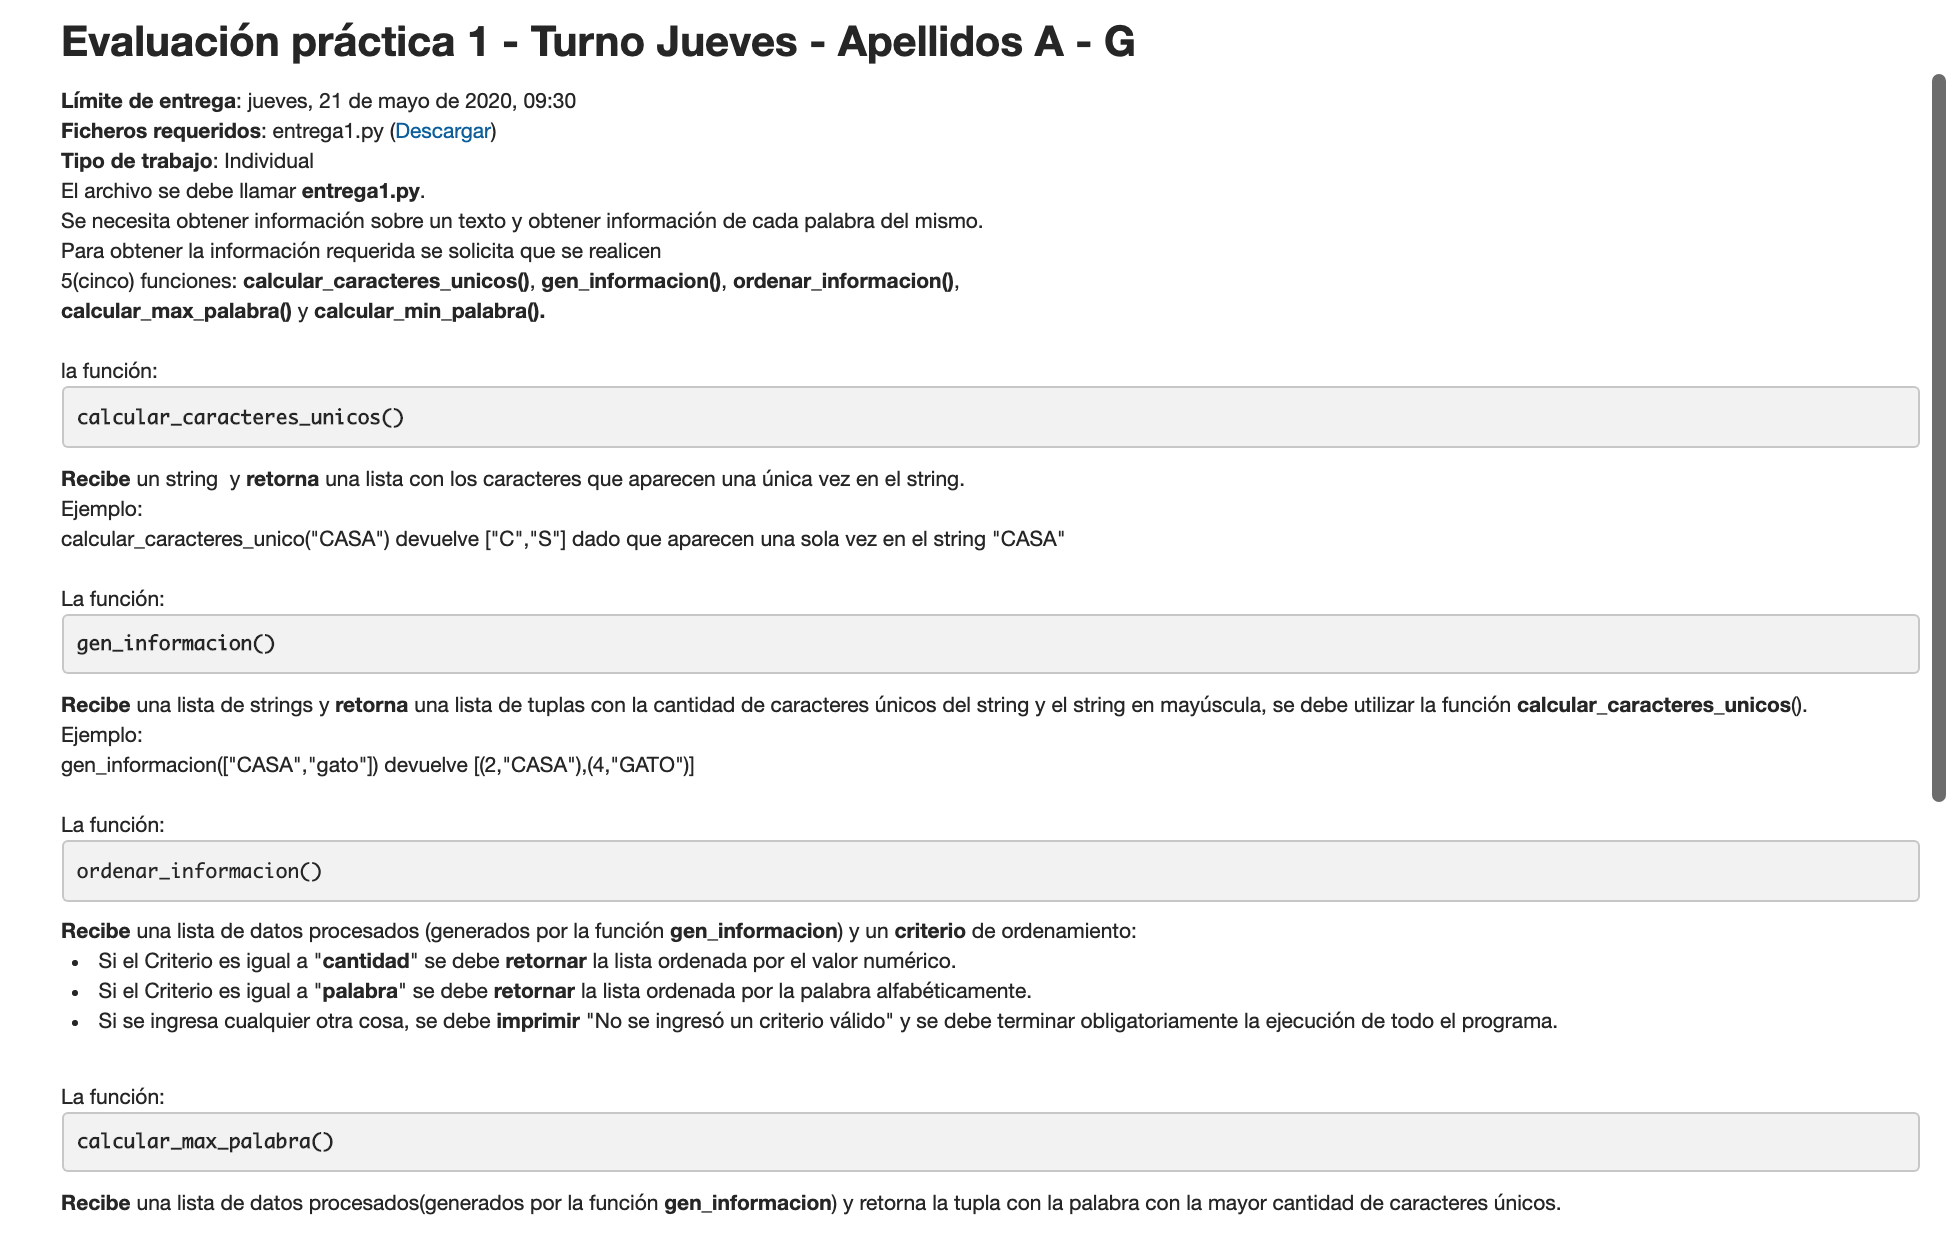 Evaluación práctica 1 - Turno Jueves - Apellidos A - G
Límite de entrega: jueves, 21 de mayo de 2020, 09:30
Ficheros requeridos: entrega1.py (Descargar)
Tipo de trabajo: Individual
El archivo se debe llamar entrega1.py.
Se necesita obtener información sobre un texto y obtener información de cada palabra del mismo.
Para obtener la información requerida se solicita que se realicen
5(cinco) funciones: calcular_caracteres_unicos(), gen_informacion(), ordenar_informacion(),
calcular_max_palabra() y calcular_min_palabra().
la función:
calcular_caracteres_unicos()
Recibe un string  y retorna una lista con los caracteres que aparecen una única vez en el string.
Ejemplo:
calcular_caracteres_unico("CASA") devuelve ["C","S"] dado que aparecen una sola vez en el string "CASA"
La función:
gen_informacion()
Recibe una lista de strings y retorna una lista de tuplas con la cantidad de caracteres únicos del string y el string en mayúscula, se debe utilizar la función calcular_caracteres_unicos().
Ejemplo:
gen_informacion(["CASA","gato"]) devuelve [(2,"CASA"),(4,"GATO")]
La función:
ordenar_informacion()
Recibe una lista de datos procesados (generados por la función gen_informacion) y un criterio de ordenamiento:
• Si el Criterio es igual a "cantidad" se debe retornar la lista ordenada por el valor numérico.
• Si el Criterio es igual a "palabra" se debe retornar la lista ordenada por la palabra alfabéticamente.
• Si se ingresa cualquier otra cosa, se debe imprimir "No se ingresó un criterio válido" y se debe terminar obligatoriamente la ejecución de todo el programa.
La función:
calcular_max_palabra()
Recibe una lista de datos procesados(generados por la función gen_informacion) y retorna la tupla con la palabra con la mayor cantidad de caracteres únicos.